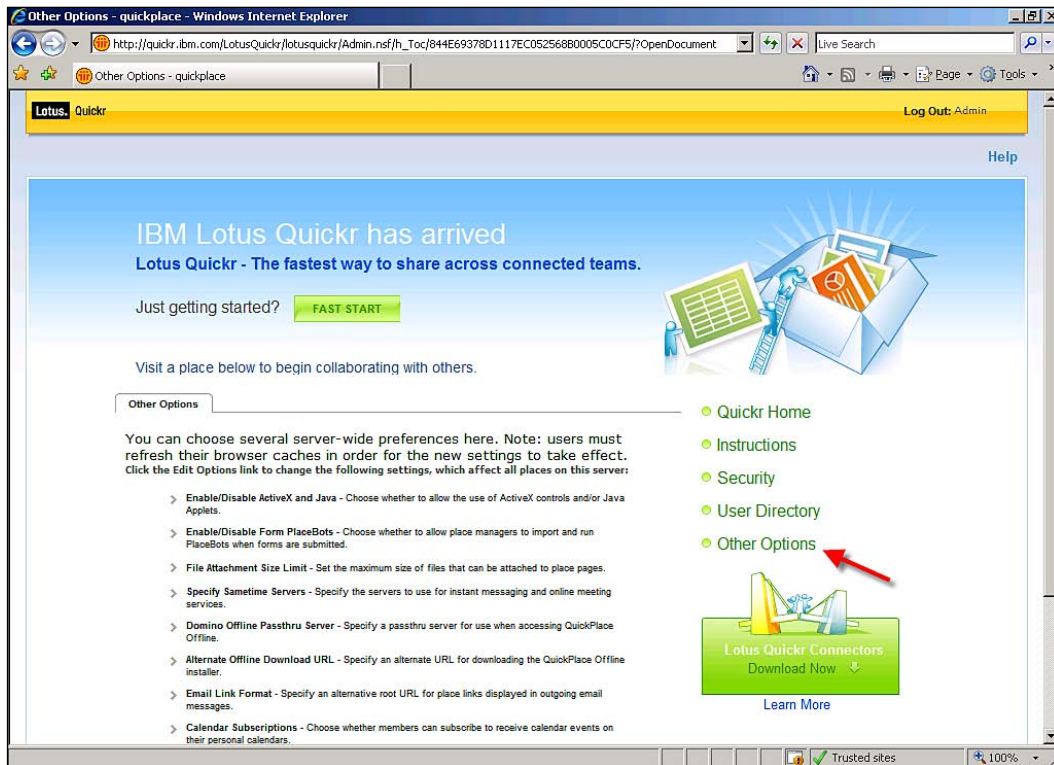 Other Options - quickplace - Windows Internet Explorer
http://quickr.ibm.com/LotusQuickr/lotusquickr/Admin.nsf/h_Toc/844E69378D1117EC052568B0005C0CF5/?OpenDocument
Live Search
Other Options - quickplace
Page
Tools
Lotus. Quickr
Log Out: Admin
Help
IBM Lotus Quickr has arrived
Lotus Quickr - The fastest way to share across connected teams.
Just getting started?
FAST START
Visit a place below to begin collaborating with others.
Other Options
You can choose several server-wide preferences here. Note: users must
refresh their browser caches in order for the new settings to take effect.
Click the Edit Options link to change the following settings, which affect all places on this server:
Enable/Disable ActiveX and Java - Choose whether to allow the use of ActiveX controls and/or Java
Applets.
Enable/Disable Form PlaceBots - Choose whether to allow place managers to import and run
PlaceBots when forms are submitted.
File Attachment Size Limit - Set the maximum size of files that can be attached to place pages.
Specify Sametime Servers - Specify the servers to use for instant messaging and online meeting
services.
Domino Offline Passthru Server - Specify a passthru server for use when accessing QuickPlace
Offline.
Alternate Offline Download URL - Specify an alternate URL for downloading the QuickPlace Offline
installer.
Email Link Format - Specify an alternative root URL for place links displayed in outgoing email
messages.
Calendar Subscriptions - Choose whether members can subscribe to receive calendar events on
their personal calendars.
Quickr Home
Instructions
Security
User Directory
Other Options
Lotus Quickr Connectors
Download Now
Learn More
Trusted sites
100%